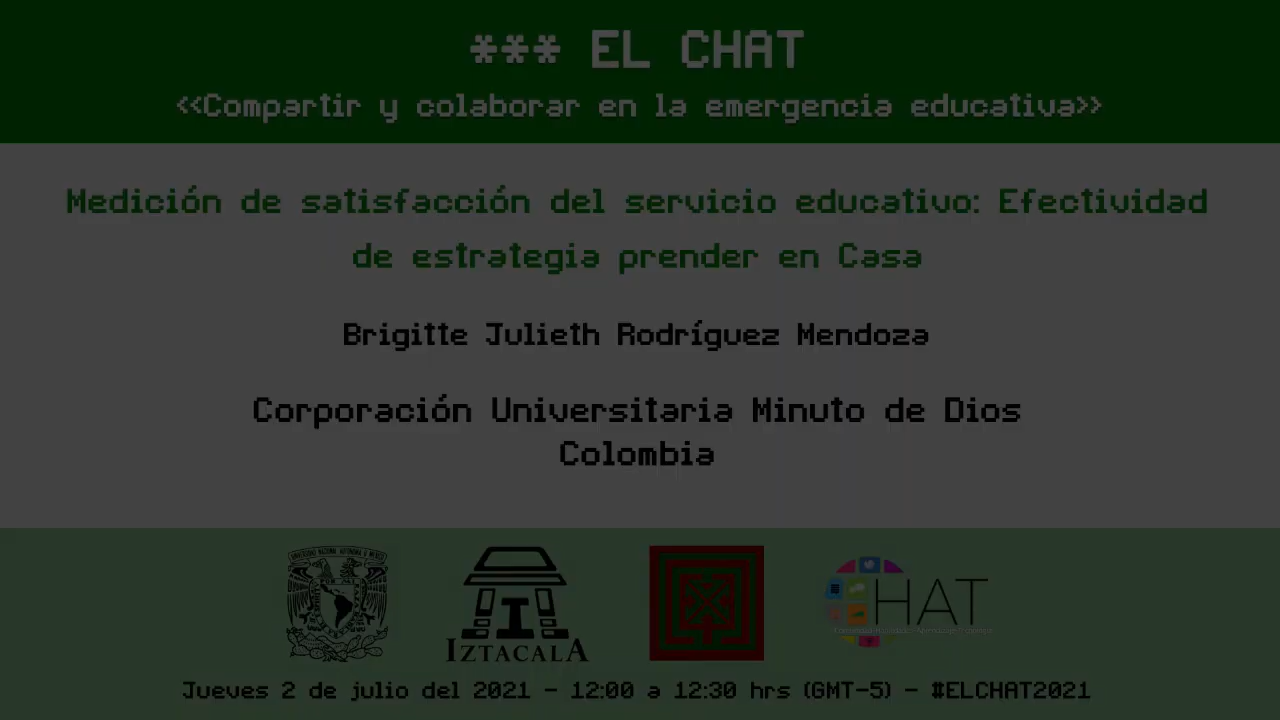 *** EL CHAT
<<Compartir y colaborar en la emergencia educativa>>
Medición de satisfacción del servicio educativo: Efectividad
de estrategia prender en Casa
Brigitte Julieth Rodríguez Mendoza
Corporación Universitaria Minuto de Dios
Colombia
IZTACALA
HAT
Jueves 2 de julio del 2021 - 12:00 a 12:30 hrs (GMT-5) - #ELCHAT2021